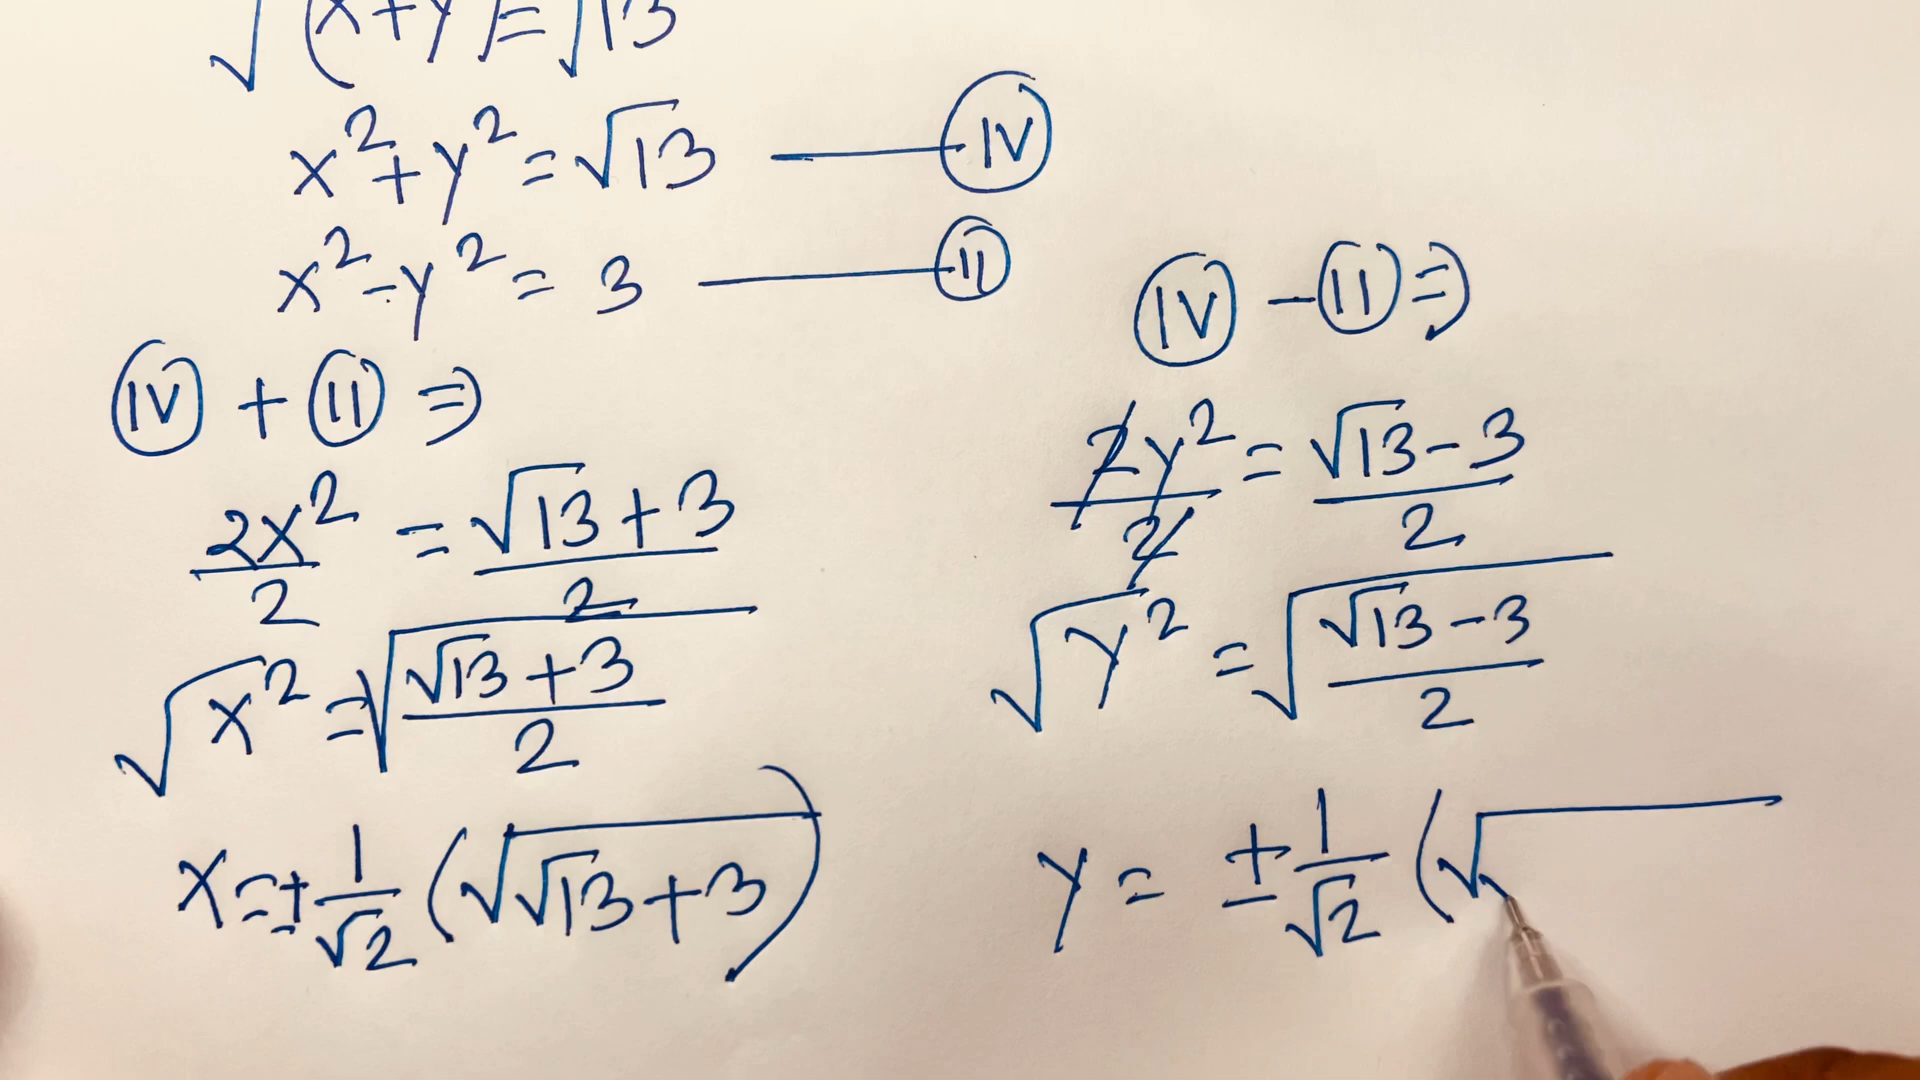 √(x+y)=√13
x²+y²=√13 —— IV
x²-y²= 3 —— II
IV + II ⇒
2x²/2 = (√13+3)/2
√x² = √((√13+3)/2)
x=±1/√2 (√(√13+3))
IV - II ⇒
2y²/2 = (√13-3)/2
√y² = √((√13-3)/2)
y = ±1/√2 (√